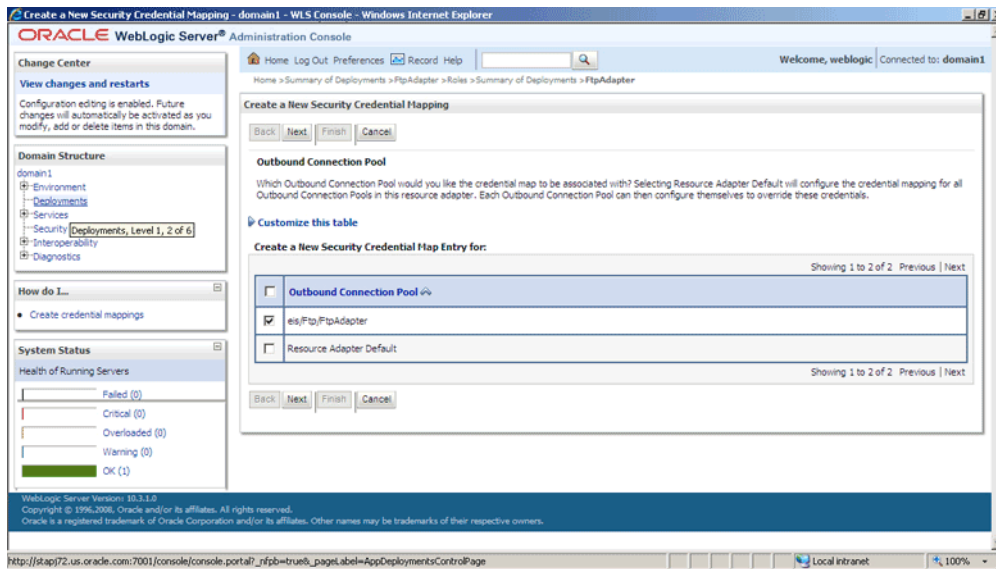 Create a New Security Credential Mapping - domain1 - WLS Console - Windows Internet Explorer
ORACLE WebLogic Server® Administration Console
Change Center
View changes and restarts
Configuration editing is enabled. Future
changes will automatically be activated as you
modify, add or delete items in this domain.
Domain Structure
domain1
Environment
Deployments
Services
Security
Deployments, Level 1, 2 of 6
Interoperability
Diagnostics
How do I...
Create credential mappings
System Status
Health of Running Servers
Failed (0)
Critical (0)
Overloaded (0)
Warning (0)
OK (1)
Home Log Out Preferences Record Help
Welcome, weblogic Connected to: domain1
Home >Summary of Deployments >FtpAdapter >Roles >Summary of Deployments >FtpAdapter
Create a New Security Credential Mapping
Back Next Finish Cancel
Outbound Connection Pool
Which Outbound Connection Pool would you like the credential map to be associated with? Selecting Resource Adapter Default will configure the credential mapping for all
Outbound Connection Pools in this resource adapter. Each Outbound Connection Pool can then configure themselves to override these credentials.
Customize this table
Create a New Security Credential Map Entry for:
Showing 1 to 2 of 2 Previous | Next
Outbound Connection Pool
eis/Ftp/FtpAdapter
Resource Adapter Default
Showing 1 to 2 of 2 Previous | Next
Back Next Finish Cancel
WebLogic Server Version: 10.3.1.0
Copyright © 1996,2008, Oracle and/or its affiliates. All rights reserved.
Oracle is a registered trademark of Oracle Corporation and/or its affiliates. Other names may be trademarks of their respective owners.
http://stapj72.us.oracle.com:7001/console/console.portal?_nfpb=true&_pageLabel=AppDeploymentsControlPage
Local intranet
100%